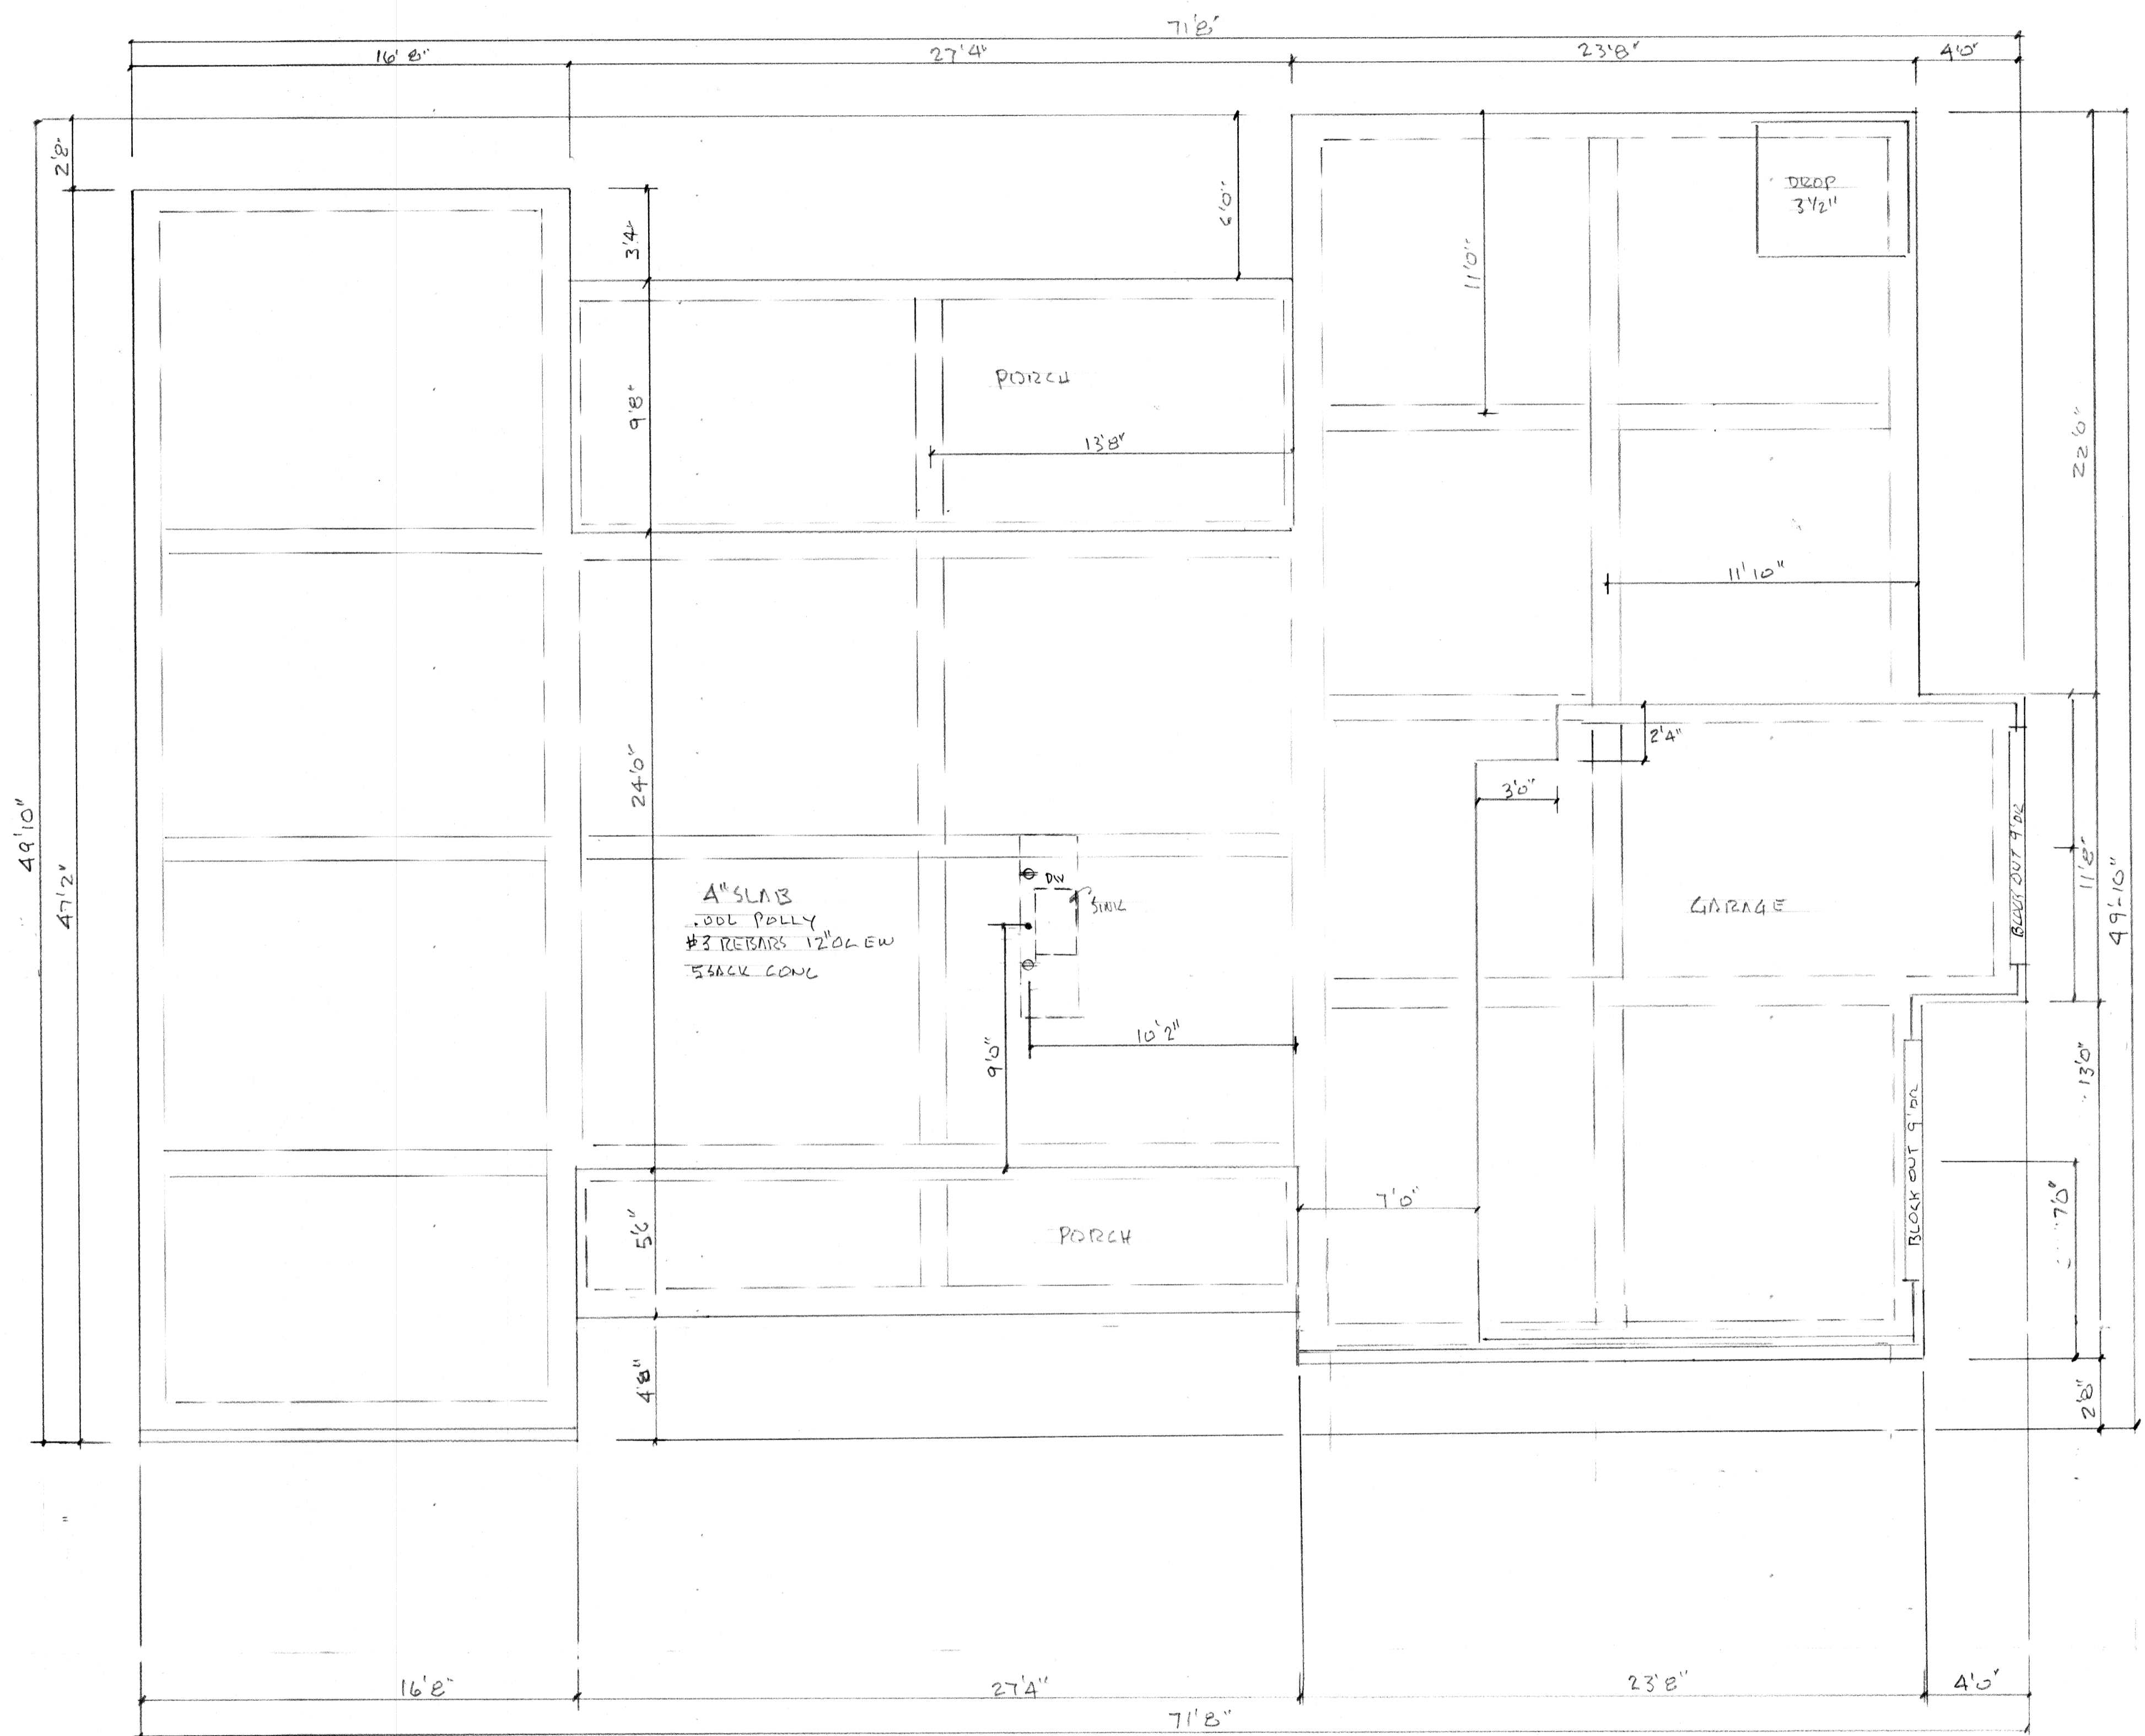 71'8"
16'8"
27'4"
23'8"
4'0"
2'8"
3'4"
6'0"
11'0"
DROP
3 1/2"
9'8"
PORCH
13'8"
22'0"
11'10"
2'4"
3'0"
24'0"
49'10"
47'2"
4" SLAB
POLLY
#3 REBARS 12" OC EW
5 SACK CONC
DW
SINK
GARAGE
BLOCK OUT 9' DR
11'8"
49'-10"
9'0"
10'2"
13'0"
BLOCK OUT 9' DR
7'0"
7'0"
5'6"
PORCH
4'8"
2'8"
16'8"
27'4"
23'8"
4'0"
71'8"